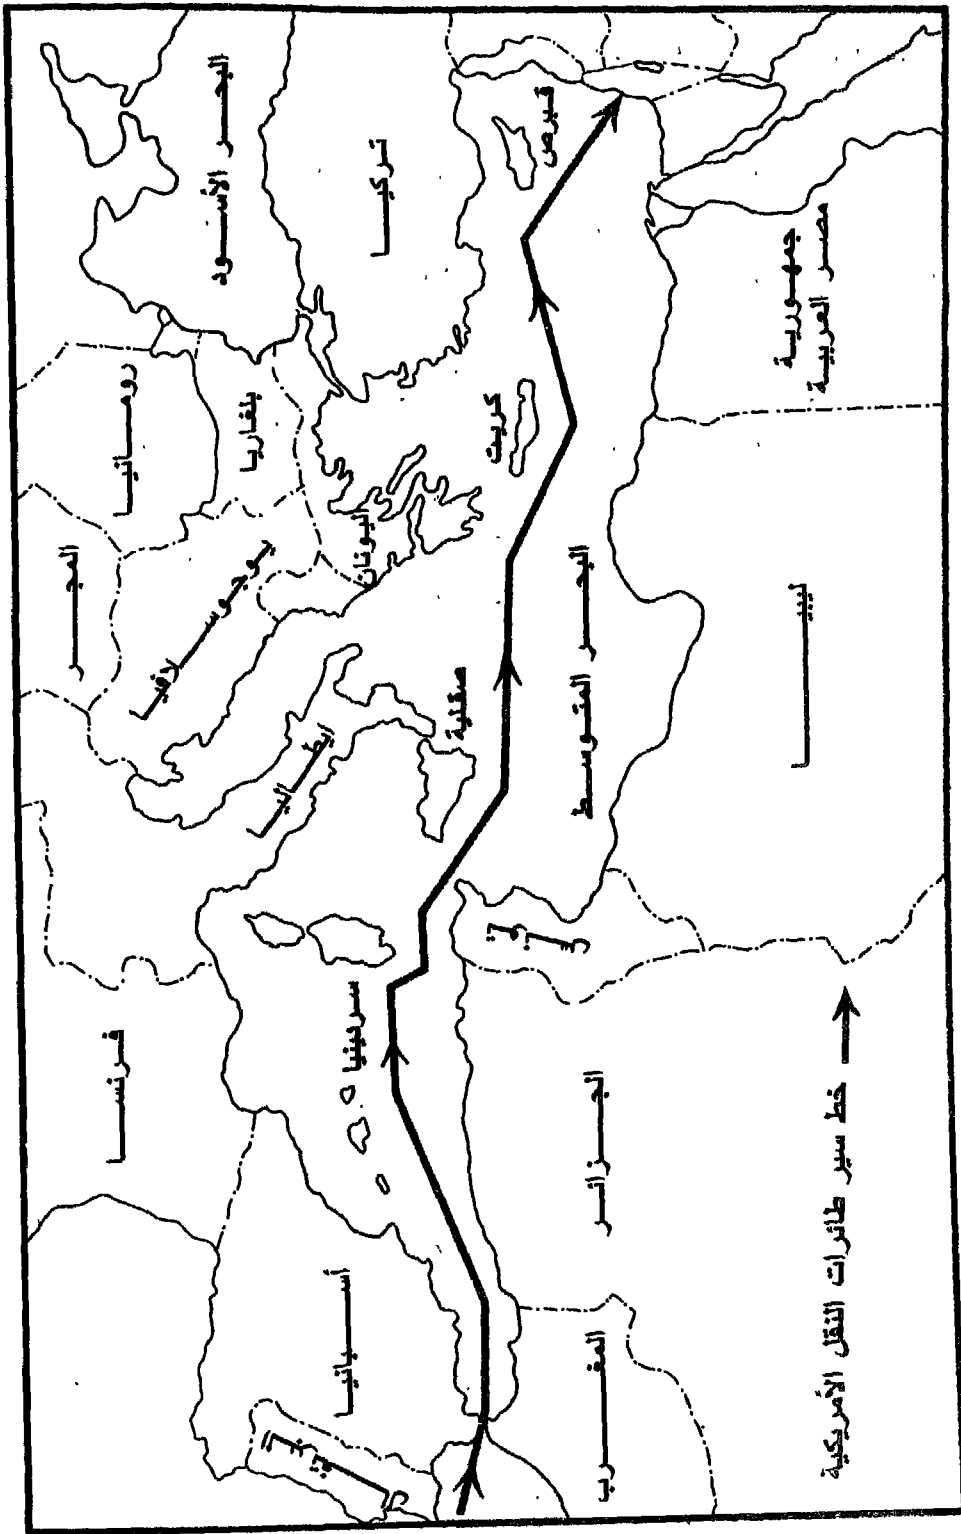 البحر الأسود
تركيا
قبرص
رومانيا
بلغاريا
المجر
يوجوسلافيا
اليونان
كريت
جمهورية
مصر العربية
إيطاليا
صقلية
البحر المتوسط
ليبيا
فرنسا
سردينيا
تونس
الجزائر
أسبانيا
البرتغال
المغرب
خط سير طائرات النقل الأمريكية